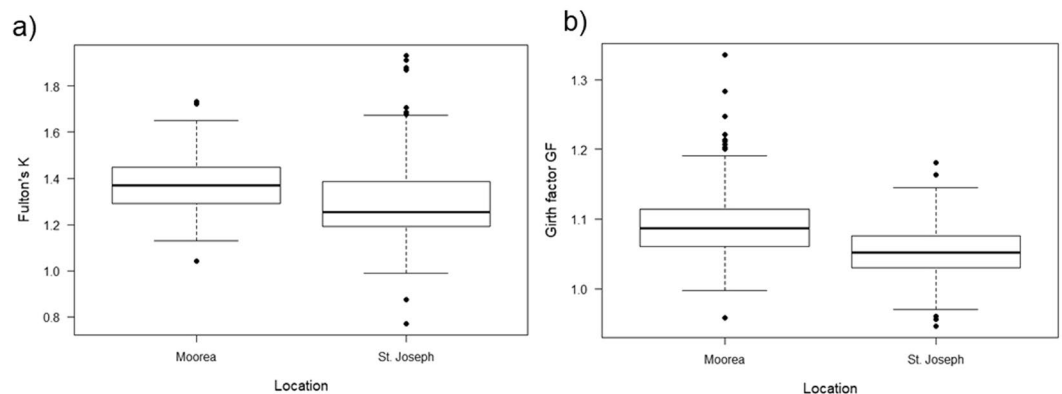 a)
Fulton's K
1.8
1.6
1.4
1.2
1.0
0.8
Moorea St. Joseph
Location
b)
Girth factor GF
1.3
1.2
1.1
1.0
Moorea St. Joseph
Location